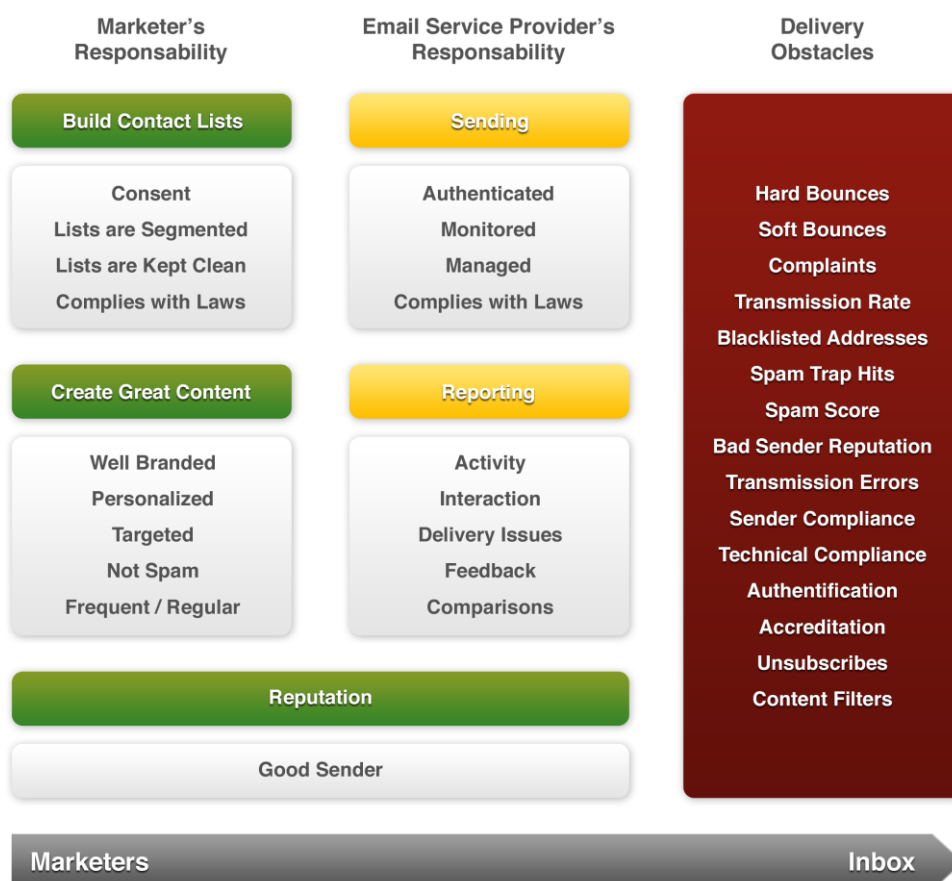 Marketer's
Responsability
Email Service Provider's
Responsability
Delivery
Obstacles
Build Contact Lists
Consent
Lists are Segmented
Lists are Kept Clean
Complies with Laws
Create Great Content
Well Branded
Personalized
Targeted
Not Spam
Frequent / Regular
Sending
Authenticated
Monitored
Managed
Complies with Laws
Reporting
Activity
Interaction
Delivery Issues
Feedback
Comparisons
Reputation
Good Sender
Hard Bounces
Soft Bounces
Complaints
Transmission Rate
Blacklisted Addresses
Spam Trap Hits
Spam Score
Bad Sender Reputation
Transmission Errors
Sender Compliance
Technical Compliance
Authentification
Accreditation
Unsubscribes
Content Filters
Marketers
Inbox